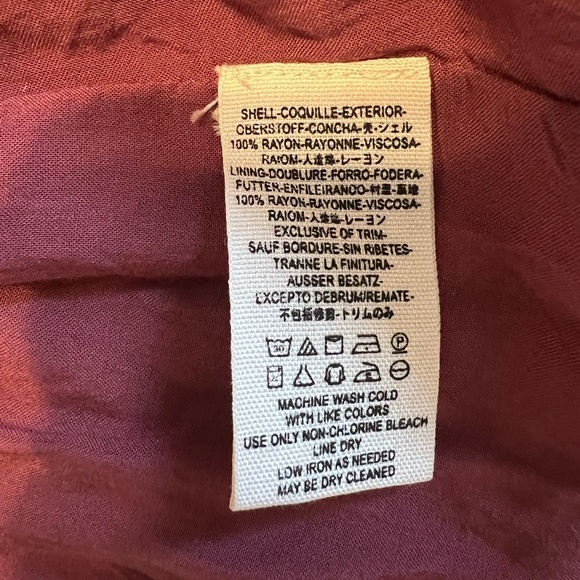 SHELL-COQUILLE-EXTERIOR-
OBERSTOFF-CONCHA-壳-シェル
100% RAYON-RAYONNE-VISCOSA-
RAIOM-人造絲-レーヨン
LINING-DOUBLURE-FORRO-FODERA-
FUTTER-ENFILEIRANDO-村里-裏地
100% RAYON-RAYONNE-VISCOSA-
RAIOM-人造絲-レーヨン
EXCLUSIVE OF TRIM-
SAUF BORDURE-SIN RIBETES-
TRANNE LA FINITURA-
AUSSER BESATZ-
EXCEPTO DEBRUM/REMATE-
不包括修剪-トリムのみ
30 P
MACHINE WASH COLD
WITH LIKE COLORS
USE ONLY NON-CHLORINE BLEACH
LINE DRY
LOW IRON AS NEEDED
MAY BE DRY CLEANED